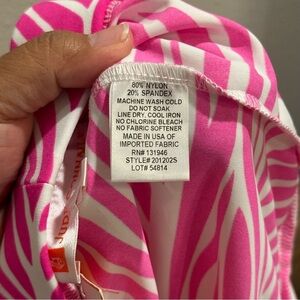 80% NYLON
20% SPANDEX
MACHINE WASH COLD
DO NOT SOAK
LINE DRY. COOL IRON
NO CHLORINE BLEACH
NO FABRIC SOFTENER
MADE IN USA OF
IMPORTED FABRIC
RN# 131946
STYLE# 201202S
LOT# 54814